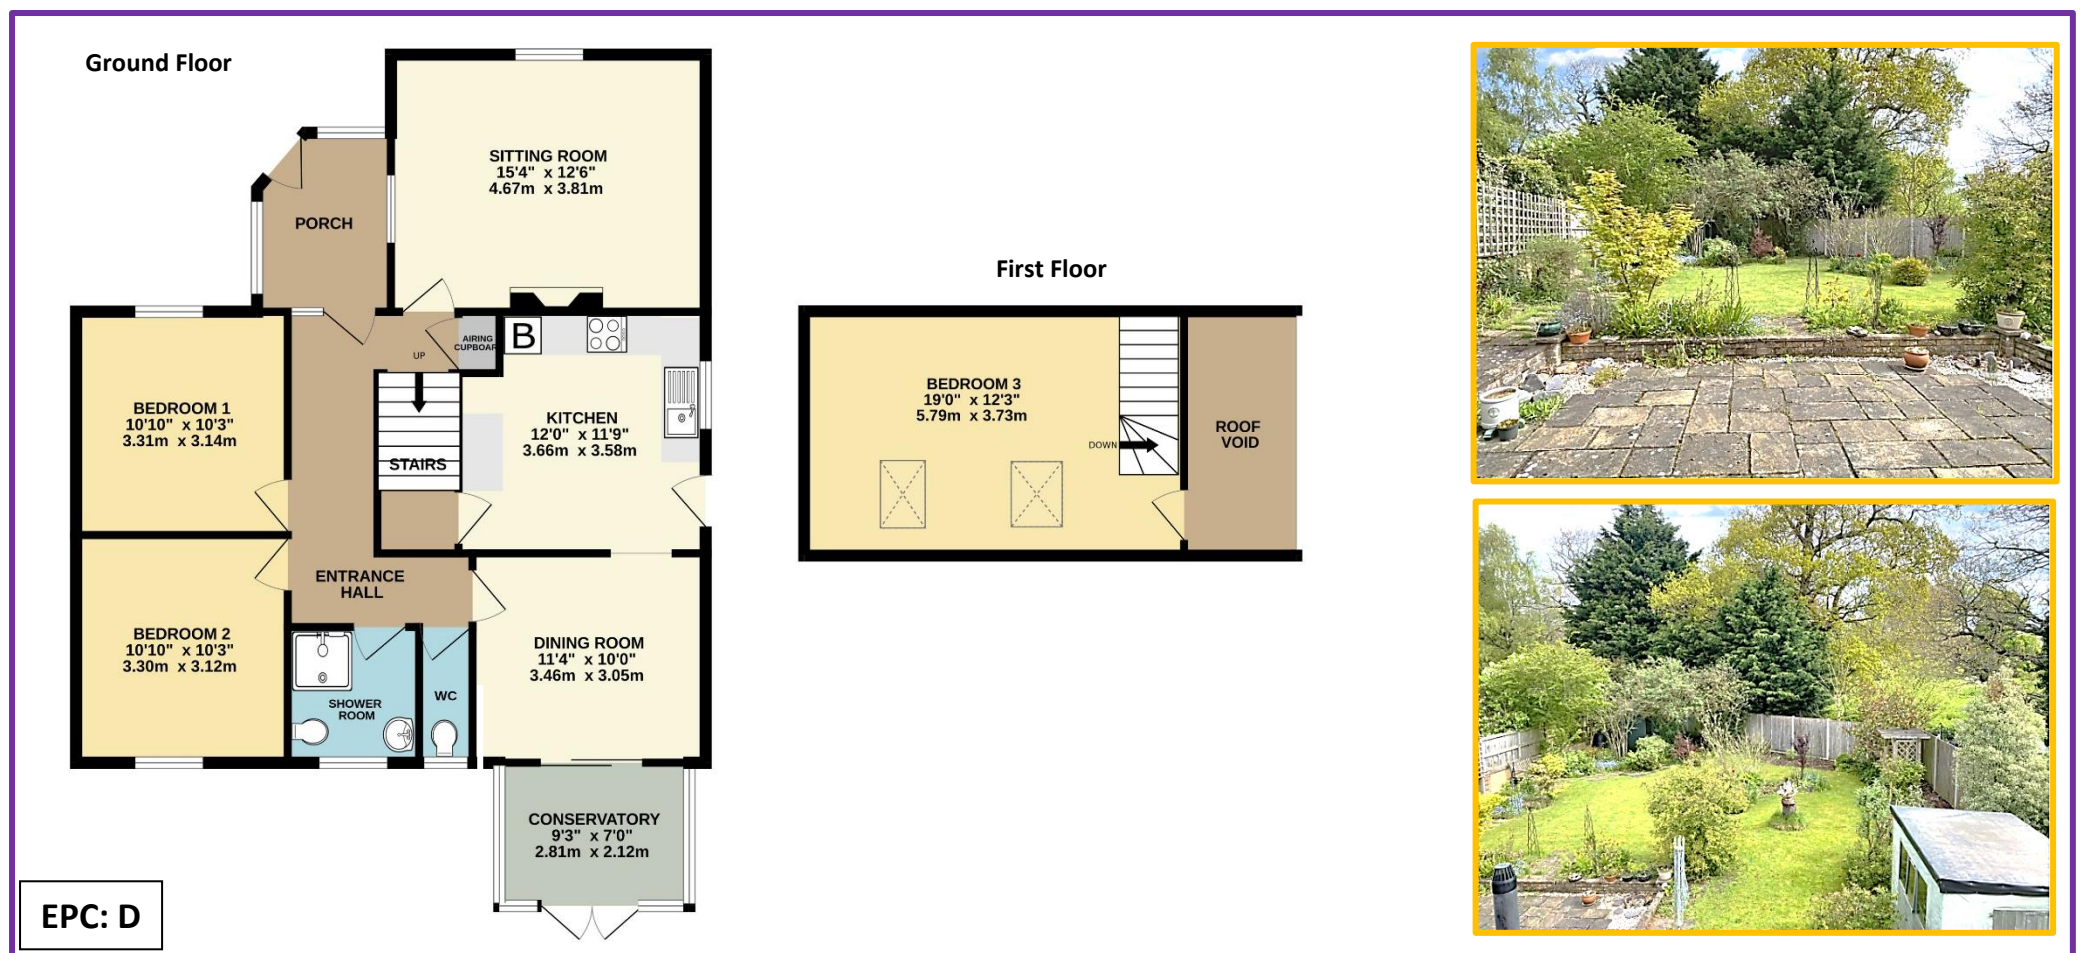 Ground Floor
SITTING ROOM
15'4" x 12'6"
4.67m x 3.81m
PORCH
AIRING
CUPBOAR
B
UP
BEDROOM 1
10'10" x 10'3"
3.31m x 3.14m
KITCHEN
12'0" x 11'9"
3.66m x 3.58m
STAIRS
ENTRANCE
HALL
BEDROOM 2
10'10" x 10'3"
3.30m x 3.12m
DINING ROOM
11'4" x 10'0"
3.46m x 3.05m
SHOWER
ROOM
WC
CONSERVATORY
9'3" x 7'0"
2.81m x 2.12m
EPC: D
First Floor
BEDROOM 3
19'0" x 12'3"
5.79m x 3.73m
DOWN
ROOF
VOID